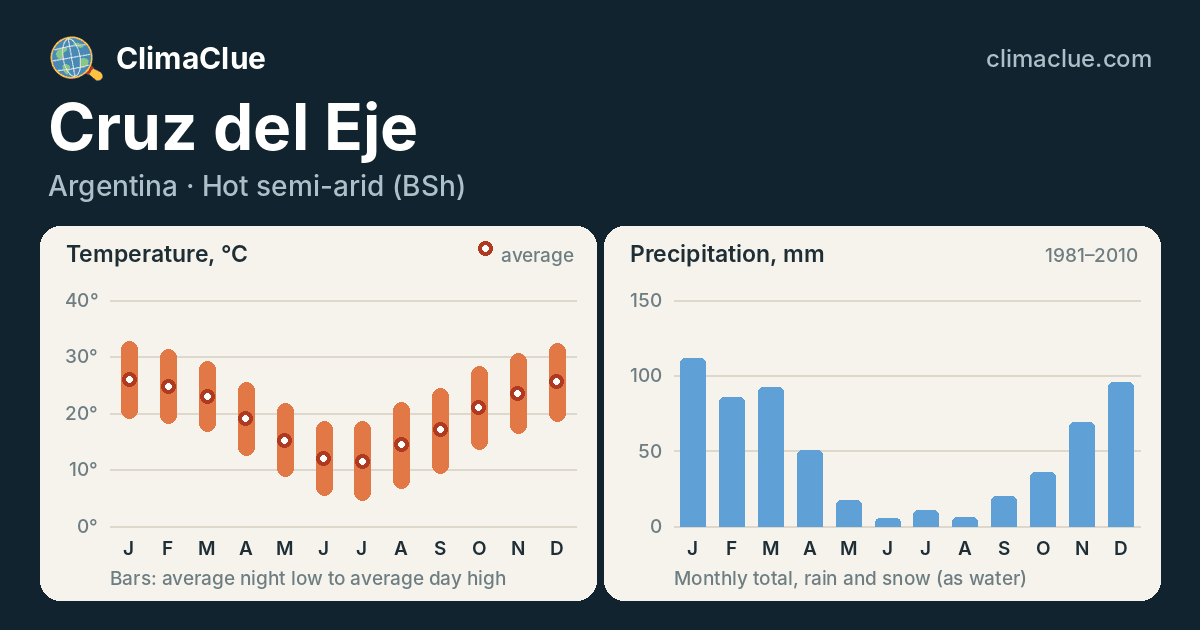 ClimaClue
climaclue.com
Cruz del Eje
Argentina · Hot semi-arid (BSh)
Temperature, °C
average
40°
30°
20°
10°
0°
J F M A M J J A S O N D
Bars: average night low to average day high
Precipitation, mm
1981–2010
150
100
50
0
J F M A M J J A S O N D
Monthly total, rain and snow (as water)